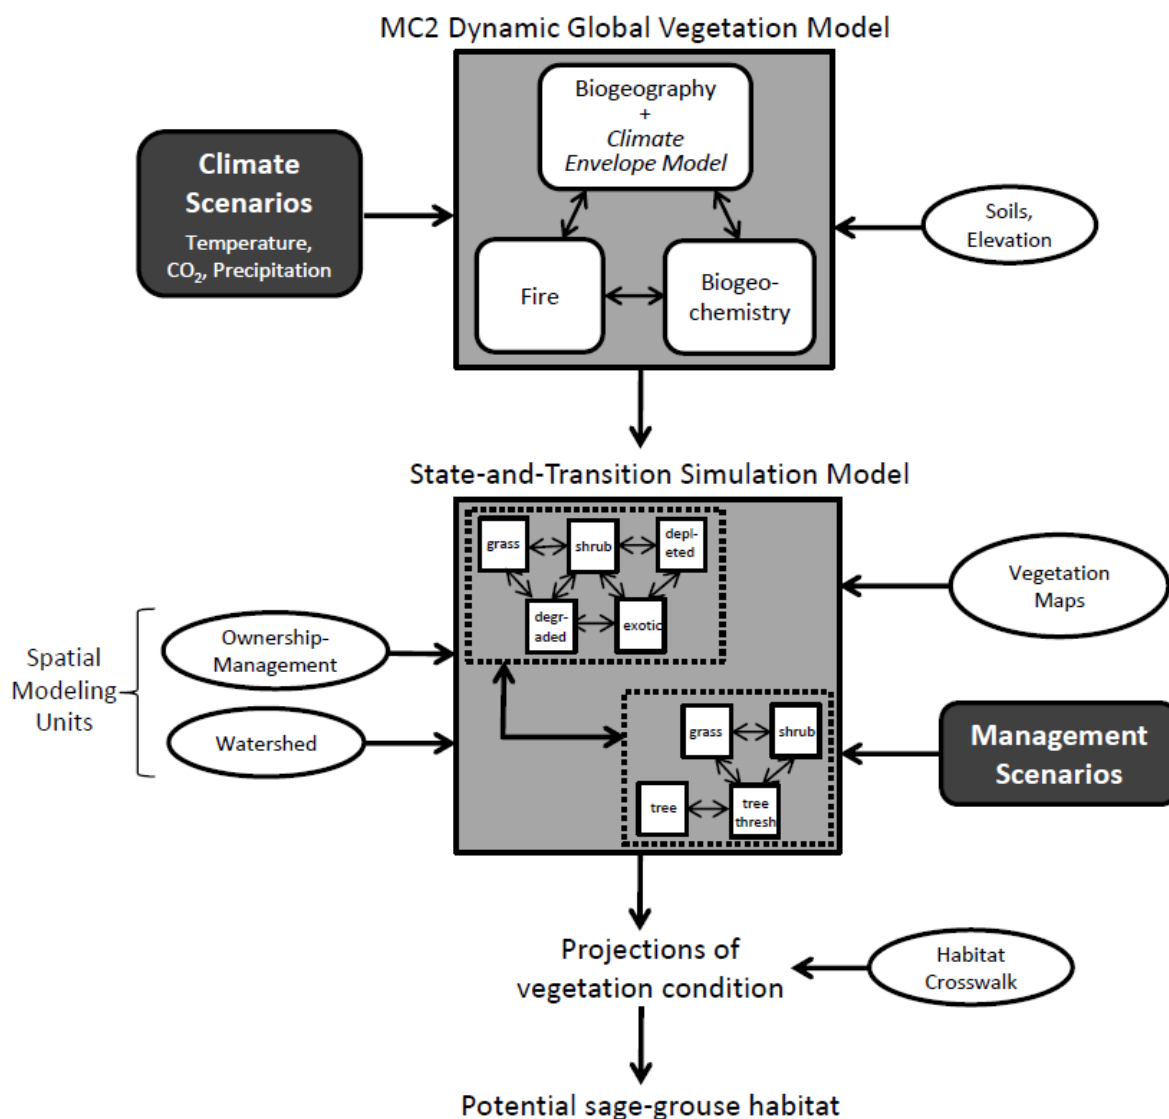 MC2 Dynamic Global Vegetation Model
Biogeography
+
Climate
Envelope Model
Climate
Scenarios
Temperature,
CO₂, Precipitation
Soils,
Elevation
Fire
Biogeo-
chemistry
State-and-Transition Simulation Model
grass
shrub
depl-
eted
degr-
aded
exotic
Vegetation
Maps
Spatial
Modeling
Units
Ownership-
Management
Watershed
grass
shrub
tree
tree
thresh
Management
Scenarios
Projections of
vegetation condition
Habitat
Crosswalk
Potential sage-grouse habitat